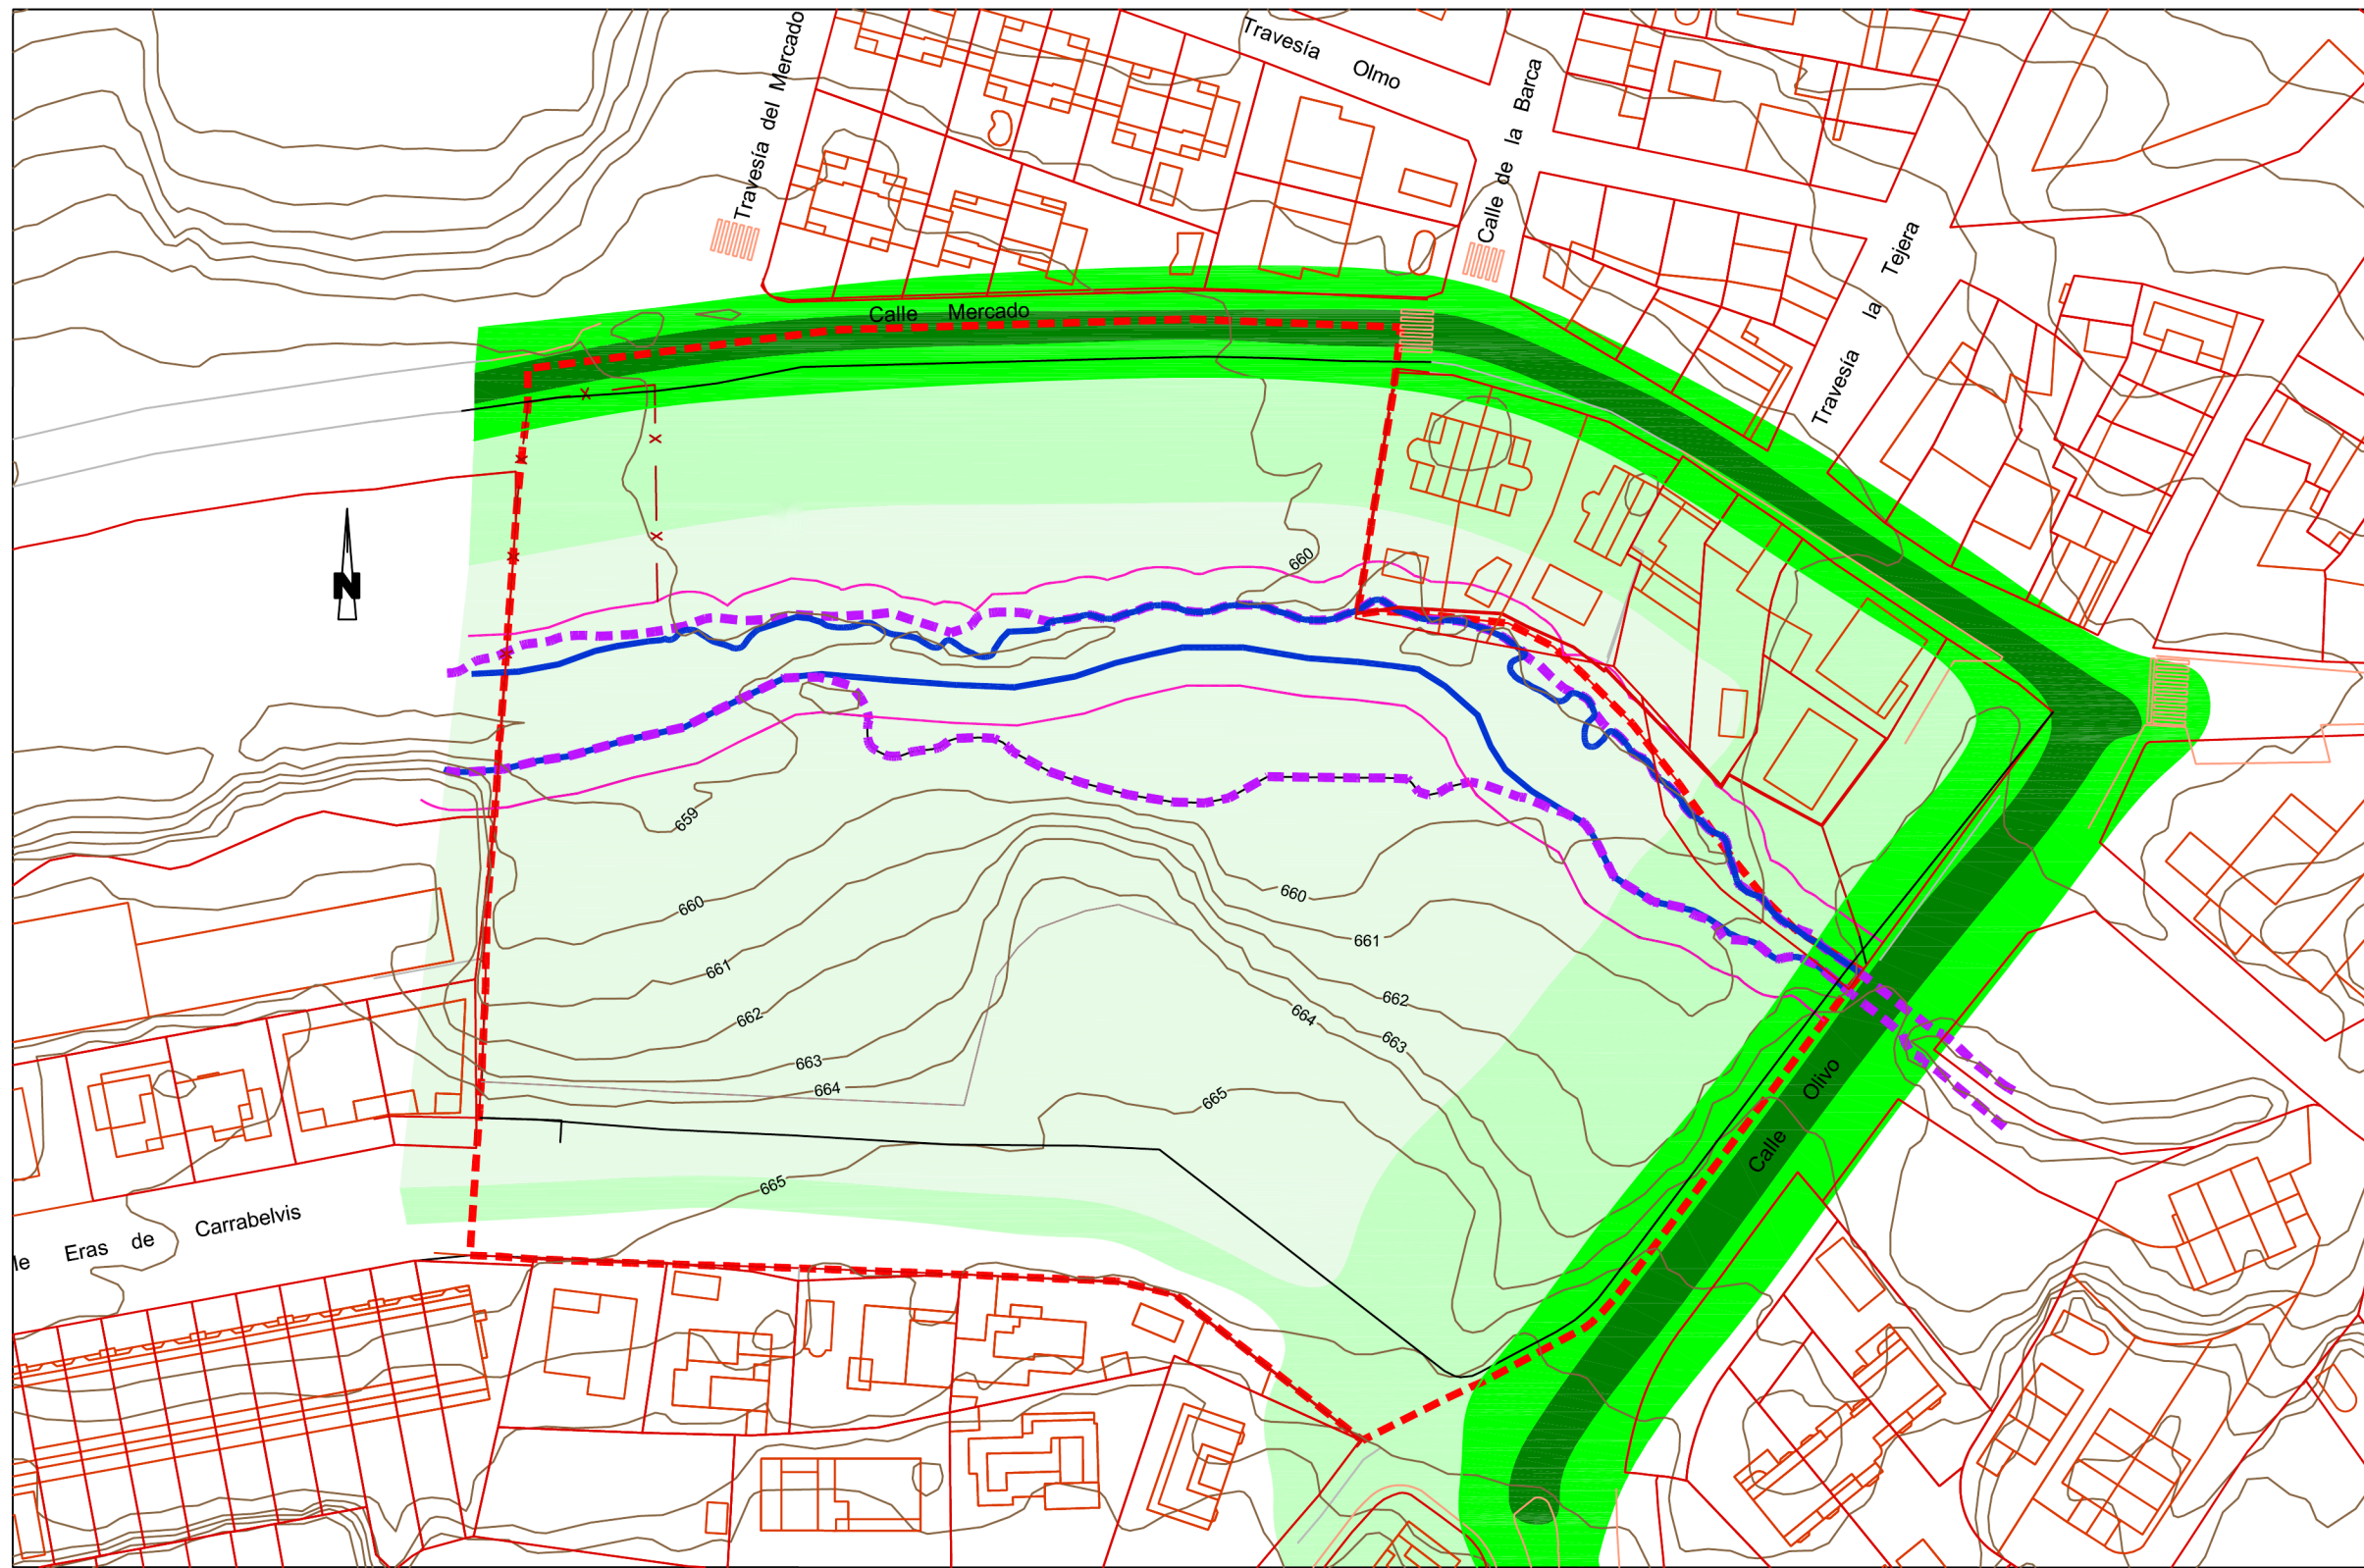 Travesía del Mercado
Travesía Olmo
Calle de la Barca
Travesía la Tejera
Calle Mercado
x
x
x
x
x
x
N
660
659
660
660
661
661
662
662
664
663
663
664
665
665
Calle Olivo
le Eras de Carrabelvis